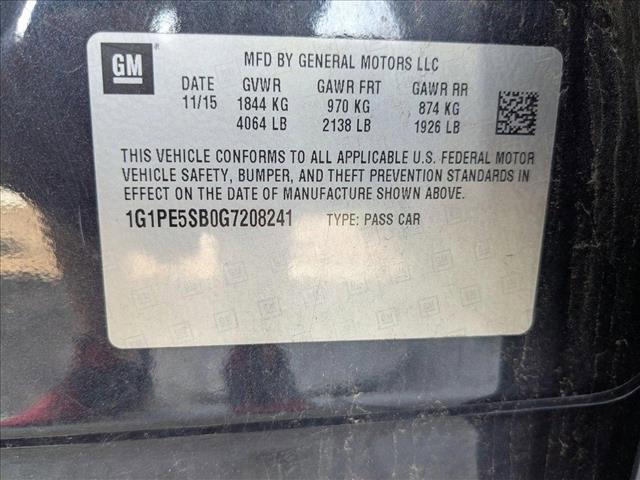 GM
MFD BY GENERAL MOTORS LLC
DATE GVWR GAWR FRT GAWR RR
11/15 1844 KG 970 KG 874 KG
4064 LB 2138 LB 1926 LB
THIS VEHICLE CONFORMS TO ALL APPLICABLE U.S. FEDERAL MOTOR
VEHICLE SAFETY, BUMPER, AND THEFT PREVENTION STANDARDS IN
EFFECT ON THE DATE OF MANUFACTURE SHOWN ABOVE.
1G1PE5SB0G7208241 TYPE: PASS CAR